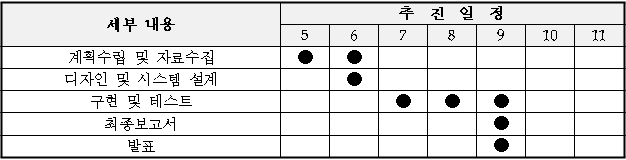 세부 내용 추 진 일 정
5 6 7 8 9 10 11
계획수립 및 자료수집 ● ●
디자인 및 시스템 설계 ●
구현 및 테스트 ● ● ●
최종보고서 ●
발표 ●